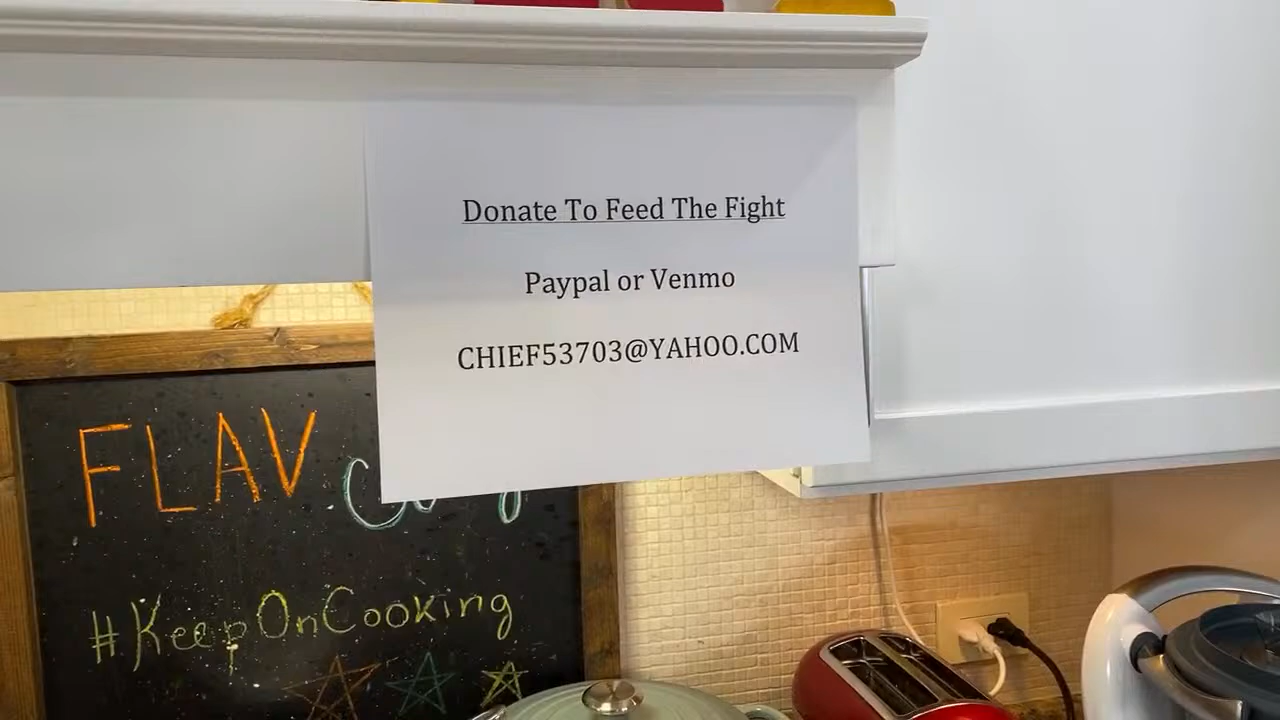 Donate To Feed The Fight
Paypal or Venmo
CHIEF53703@YAHOO.COM
FLAV
#KeepOnCooking